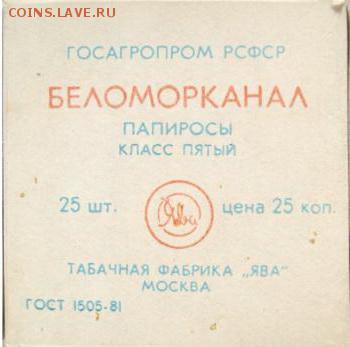 COINS.LAVE.RU
ГОСАГРОПРОМ РСФСР
БЕЛОМОРКАНАЛ
ПАПИРОСЫ
КЛАСС ПЯТЫЙ
25 шт. Ява цена 25 коп.
ТАБАЧНАЯ ФАБРИКА „ЯВА"
МОСКВА
ГОСТ 1505-81